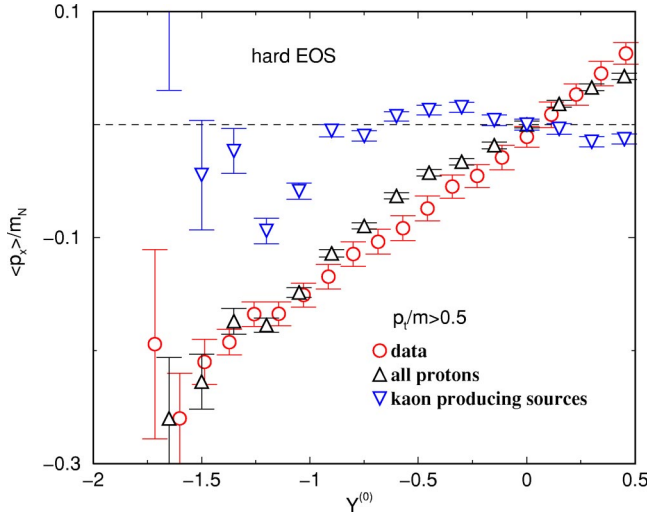 0.1
hard EOS
<p_x>/m_N
−0.1
p_t/m>0.5
data
all protons
kaon producing sources
−0.3
−2 −1.5 −1 −0.5 0 0.5
Y^(0)